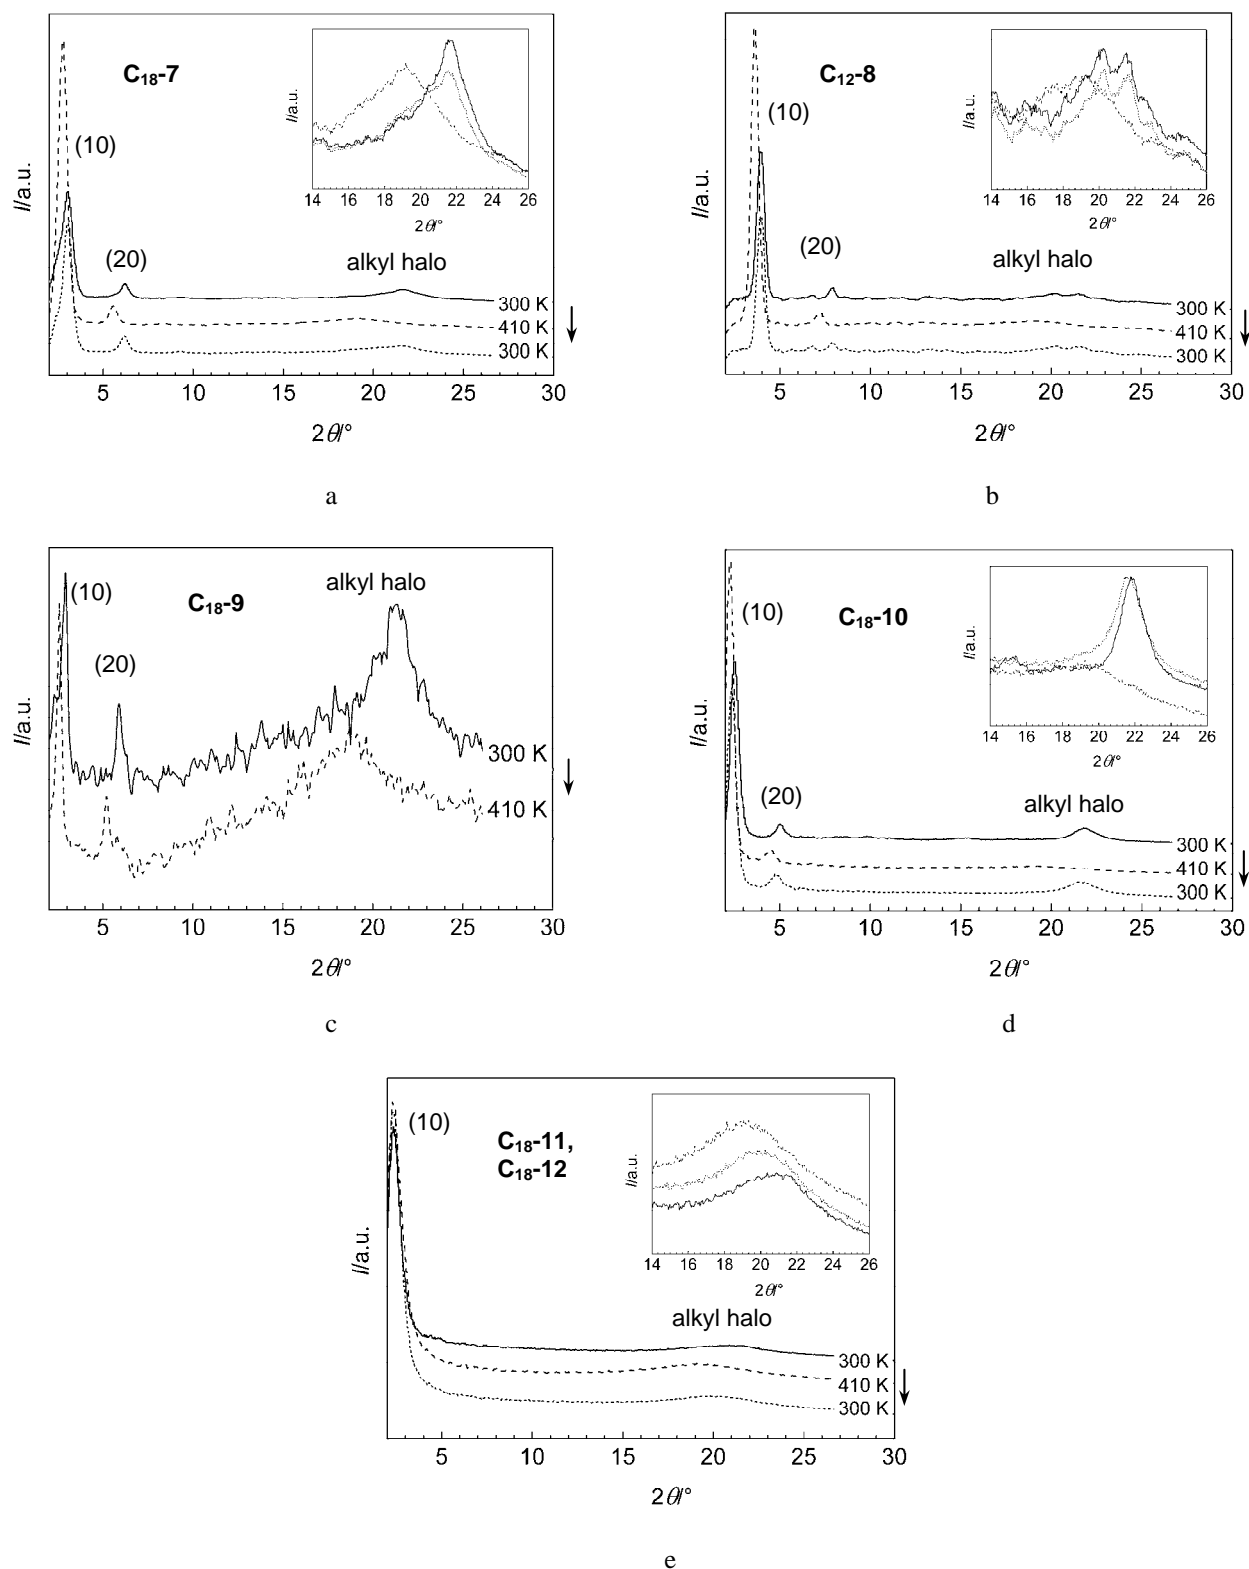 C18-7
(10)
(20)
alkyl halo
I/a.u.
14 16 18 20 22 24 26
2θ/°
300 K
410 K
300 K
I/a.u.
5 10 15 20 25 30
2θ/°
a
C12-8
(10)
(20)
alkyl halo
I/a.u.
14 16 18 20 22 24 26
2θ/°
300 K
410 K
300 K
I/a.u.
5 10 15 20 25 30
2θ/°
b
C18-9
(10)
(20)
alkyl halo
300 K
410 K
I/a.u.
5 10 15 20 25 30
2θ/°
c
C18-10
(10)
(20)
alkyl halo
I/a.u.
14 16 18 20 22 24 26
2θ/°
300 K
410 K
300 K
I/a.u.
5 10 15 20 25 30
2θ/°
d
C18-11,
C18-12
(10)
alkyl halo
I/a.u.
14 16 18 20 22 24 26
2θ/°
300 K
410 K
300 K
I/a.u.
5 10 15 20 25 30
2θ/°
e